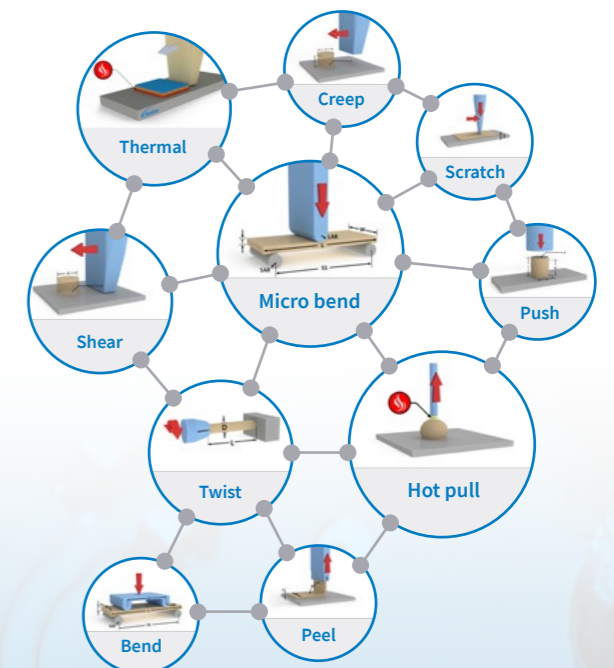 Creep
Thermal
Scratch
Micro bend
Push
Shear
Twist
Hot pull
Bend
Peel